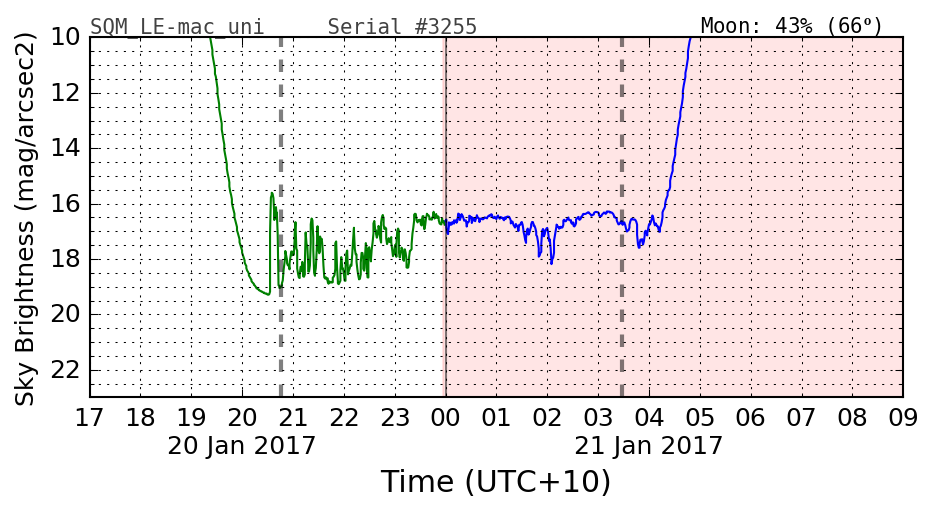 SQM_LE-mac_uni Serial #3255 Moon: 43% (66º)
Sky Brightness (mag/arcsec2)
10
12
14
16
18
20
22
17 18 19 20 21 22 23 00 01 02 03 04 05 06 07 08 09
20 Jan 2017 21 Jan 2017
Time (UTC+10)